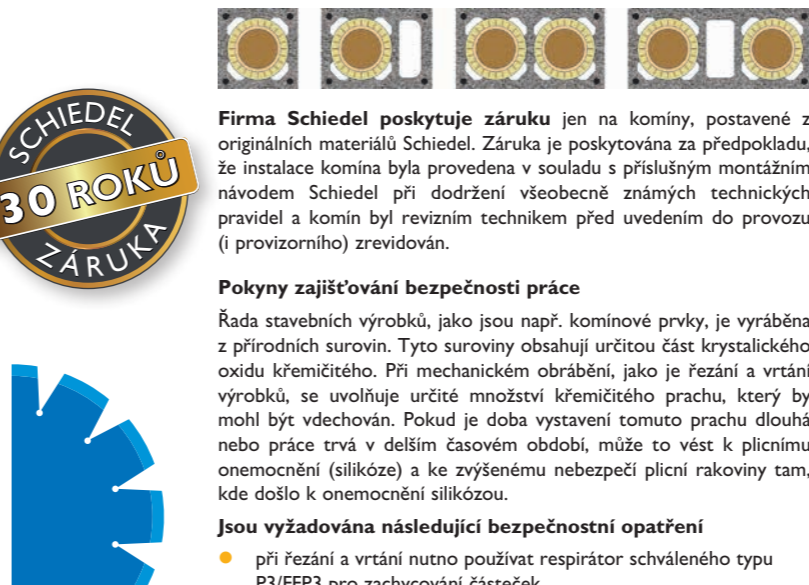 SCHIEDEL
30 ROKŮ
ZÁRUKA
Firma Schiedel poskytuje záruku jen na komíny, postavené z
originálních materiálů Schiedel. Záruka je poskytována za předpokladu,
že instalace komína byla provedena v souladu s příslušným montážním
návodem Schiedel při dodržení všeobecně známých technických
pravidel a komín byl revizním technikem před uvedením do provozu
(i provizorního) zrevidován.
Pokyny zajišťování bezpečnosti práce
Řada stavebních výrobků, jako jsou např. komínové prvky, je vyráběna
z přírodních surovin. Tyto suroviny obsahují určitou část krystalického
oxidu křemičitého. Při mechanickém obrábění, jako je řezání a vrtání
výrobků, se uvolňuje určité množství křemičitého prachu, který by
mohl být vdechován. Pokud je doba vystavení tomuto prachu dlouhá
nebo práce trvá v delším časovém období, může to vést k plicnímu
onemocnění (silikóze) a ke zvýšenému nebezpečí plicní rakoviny tam,
kde došlo k onemocnění silikózou.
Jsou vyžadována následující bezpečnostní opatření
při řezání a vrtání nutno používat respirátor schváleného typu
P3/FFP3 pro zachycování částeček